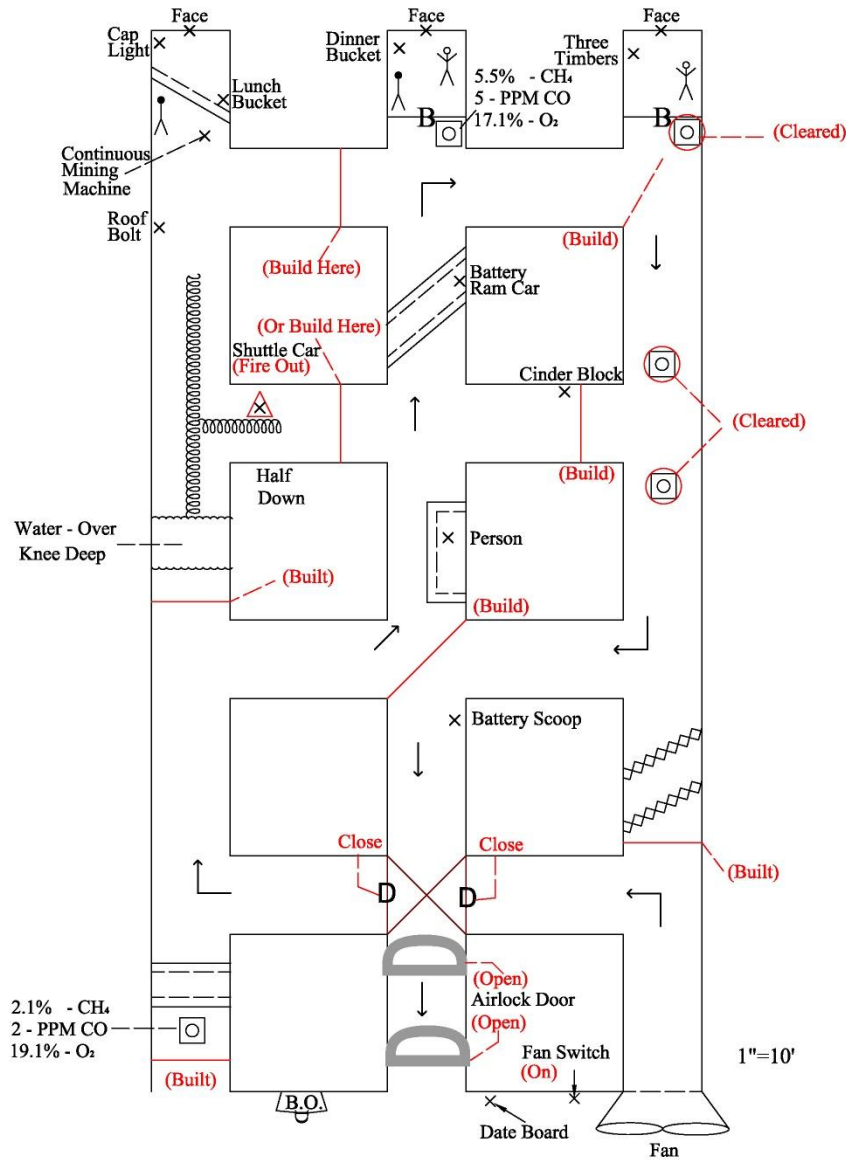 Face
Face
Face
Cap
Light
Lunch
Bucket
Dinner
Bucket
5.5% - CH₄
5 - PPM CO
17.1% - O₂
Three
Timbers
B
B
(Cleared)
Continuous
Mining
Machine
Roof
Bolt
(Build)
(Build Here)
Battery
Ram Car
(Or Build Here)
Shuttle Car
(Fire Out)
Cinder Block
(Cleared)
Half
Down
(Build)
Water - Over
Knee Deep
Person
(Built)
(Build)
Battery Scoop
Close
Close
D
D
(Built)
D
(Open)
Airlock Door
(Open)
D
2.1% - CH₄
2 - PPM CO
19.1% - O₂
(Built)
Fan Switch
(On)
1"=10'
B.O.
Date Board
Fan